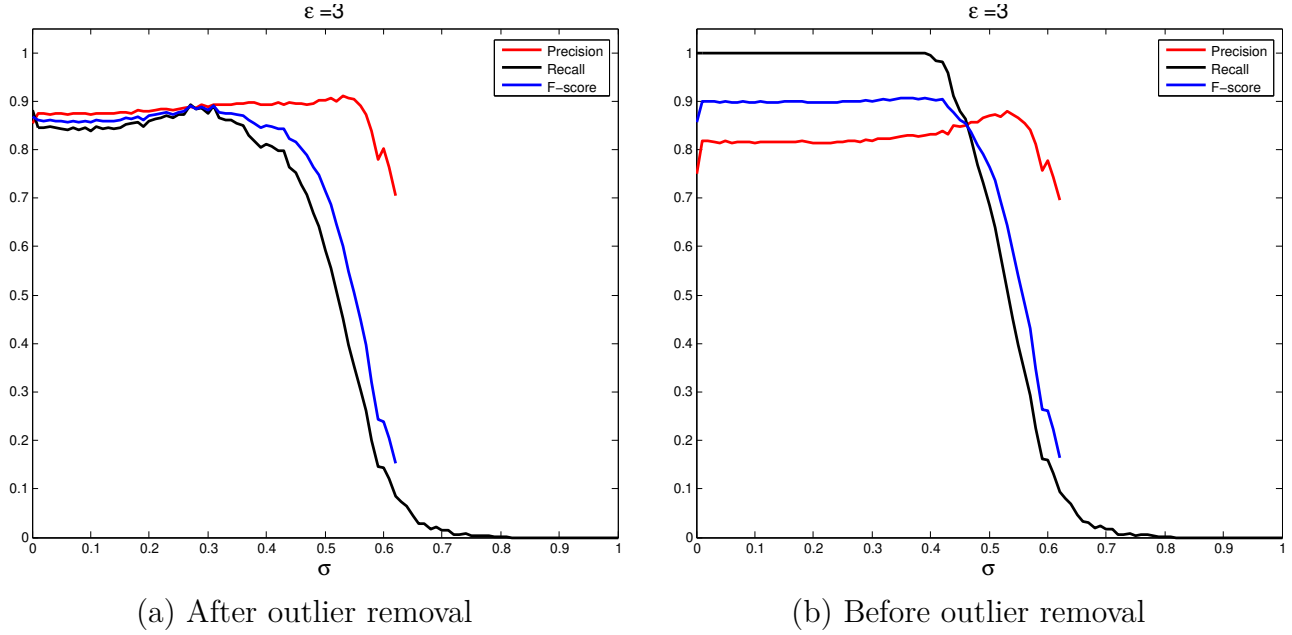 ε =3
1
0.9
0.8
0.7
0.6
0.5
0.4
0.3
0.2
0.1
0
0 0.1 0.2 0.3 0.4 0.5 0.6 0.7 0.8 0.9 1
σ
Precision
Recall
F−score
(a) After outlier removal
ε =3
1
0.9
0.8
0.7
0.6
0.5
0.4
0.3
0.2
0.1
0
0 0.1 0.2 0.3 0.4 0.5 0.6 0.7 0.8 0.9 1
σ
Precision
Recall
F−score
(b) Before outlier removal